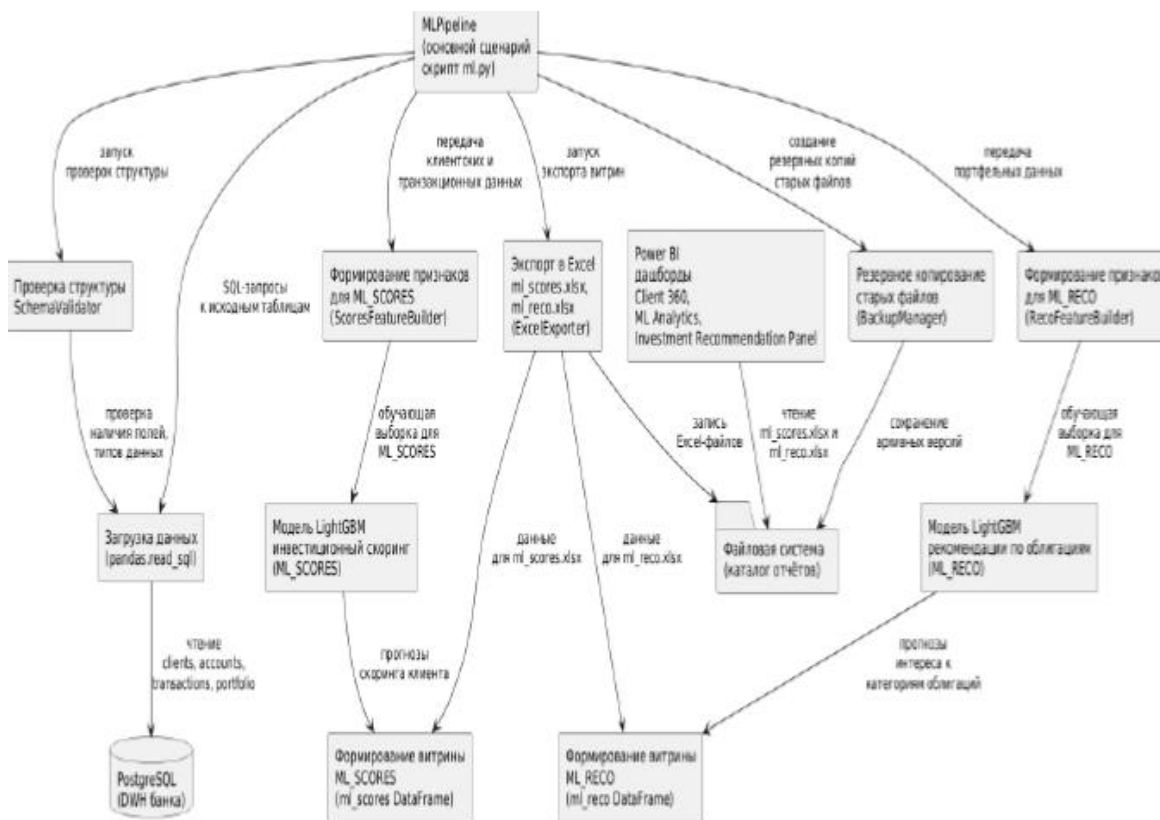 MLPipeline
(основной сценарий
скрипт ml.py)
запуск
проверок структуры
передача
клиентских и
транзакционных данных
запуск
экспорта витрин
создание
резервных копий
старых файлов
передача
портфельных данных
SQL-запросы
к исходным таблицам
Проверка структуры
SchemaValidator
Формирование признаков
для ML_SCORES
(ScoresFeatureBuilder)
Экспорт в Excel
ml_scores.xlsx,
ml_reco.xlsx
(ExcelExporter)
Power BI
дашборды
Client 360,
ML Analytics,
Investment Recommendation Panel
Резервное копирование
старых файлов
(BackupManager)
Формирование признаков
для ML_RECO
(RecoFeatureBuilder)
проверка
наличия полей,
типов данных
обучающая
выборка для
ML_SCORES
запись
Excel-файлов
чтение
ml_scores.xlsx и
ml_reco.xlsx
сохранение
архивных версий
обучающая
выборка для
ML_RECO
Загрузка данных
(pandas.read_sql)
Модель LightGBM
инвестиционный скоринг
(ML_SCORES)
данные
для ml_scores.xlsx
данные
для ml_reco.xlsx
Файловая система
(каталог отчётов)
Модель LightGBM
рекомендации по облигациям
(ML_RECO)
чтение
clients, accounts,
transactions, portfolio
прогнозы
скоринга клиента
прогнозы
интереса к
категориям облигаций
PostgreSQL
(DWH банка)
Формирование витрины
ML_SCORES
(ml_scores DataFrame)
Формирование витрины
ML_RECO
(ml_reco DataFrame)